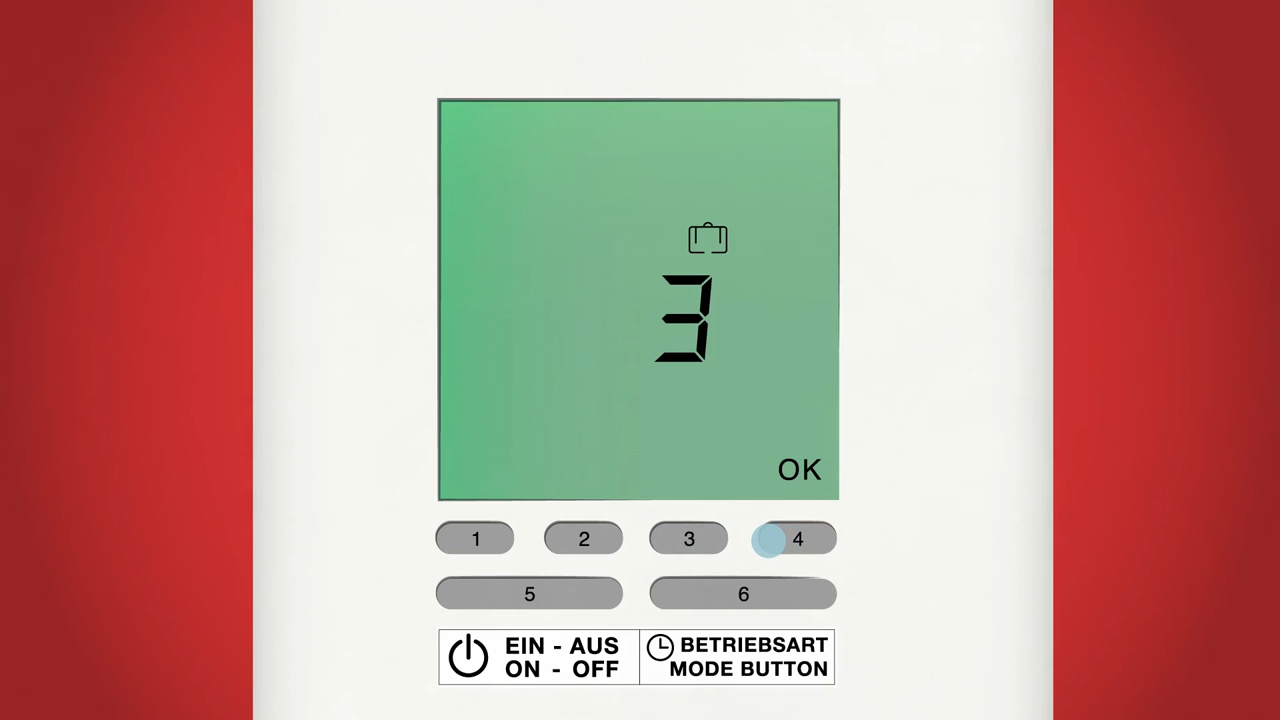 3
OK
1 2 3 4
5 6
EIN - AUS
ON - OFF
BETRIEBSART
MODE BUTTON